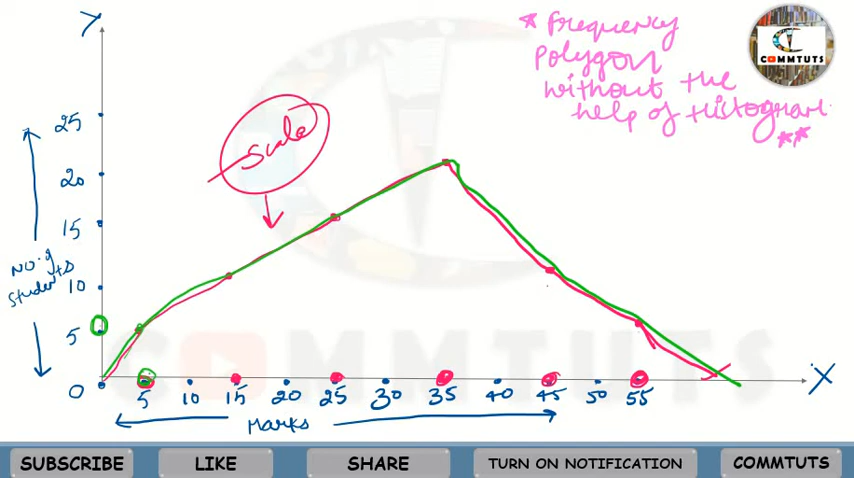 Y
* Frequency
Polygon
without the
help of Histogram.
**
COMMTUTS
Scale
25
20
15
10
5
0
No. of
Students
5 10 15 20 25 30 35 40 45 50 55
X
Marks
COMMTUTS
SUBSCRIBE
LIKE
SHARE
TURN ON NOTIFICATION
COMMTUTS